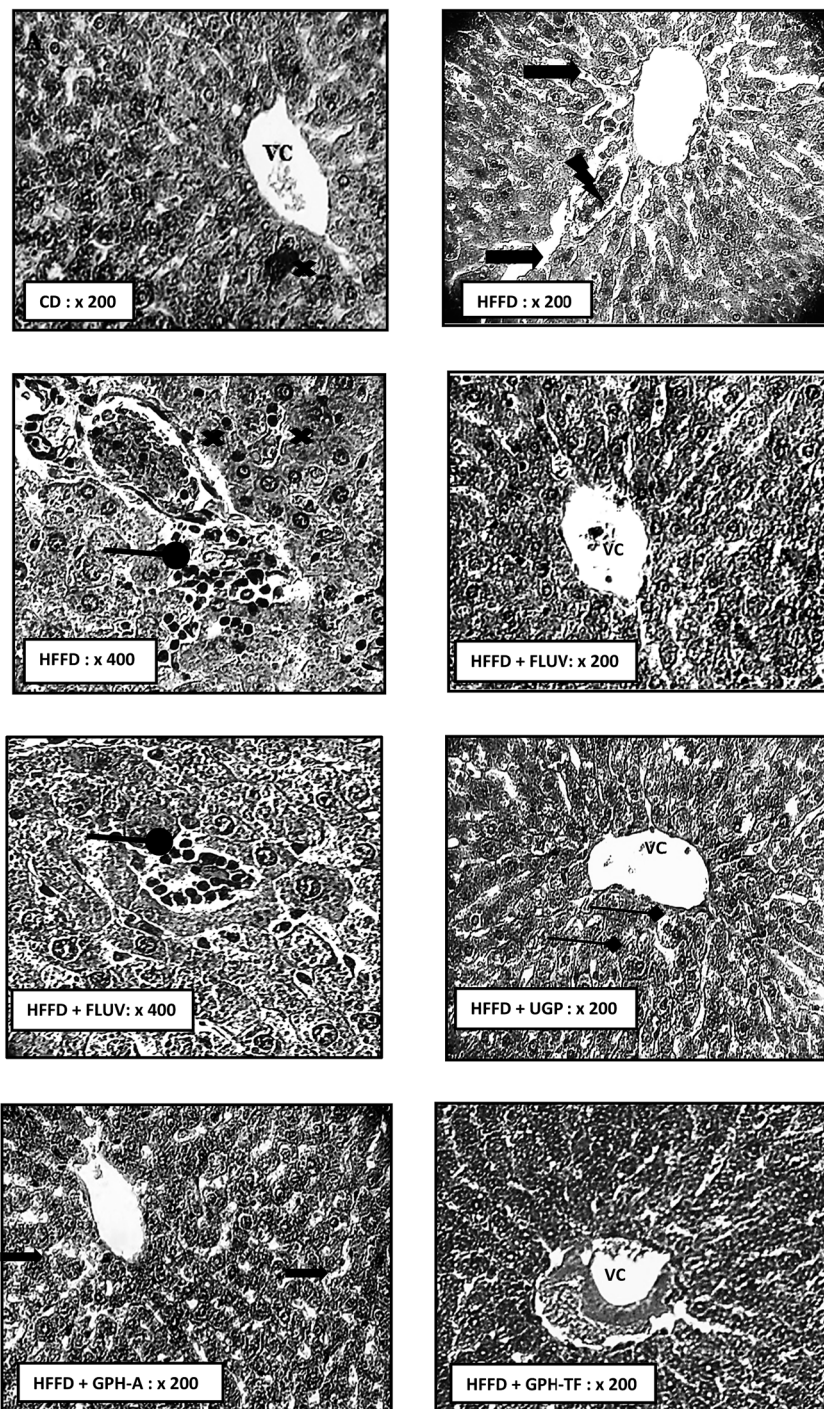 A
VC
CD : x 200
HFFD : x 200
HFFD : x 400
VC
HFFD + FLUV: x 200
HFFD + FLUV: x 400
VC
HFFD + UGP : x 200
HFFD + GPH-A : x 200
VC
HFFD + GPH-TF : x 200